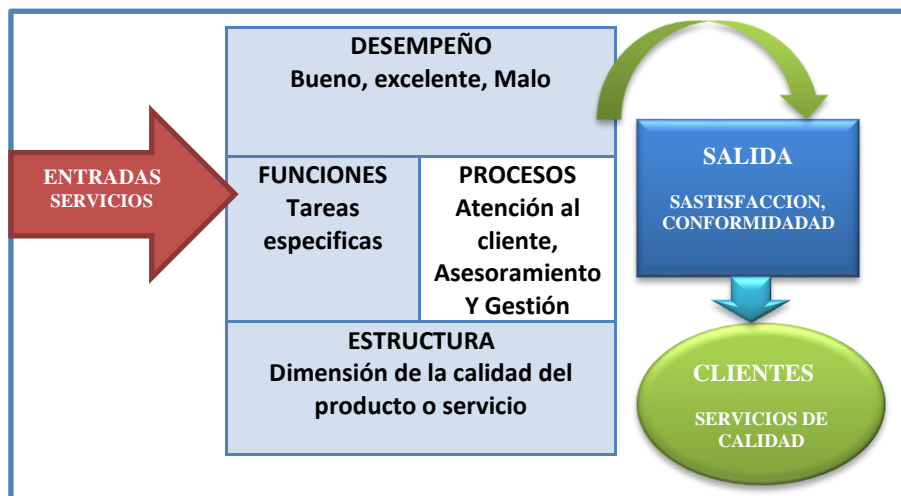 DESEMPEÑO
Bueno, excelente, Malo
ENTRADAS
SERVICIOS
FUNCIONES
Tareas
especificas
PROCESOS
Atención al
cliente,
Asesoramiento
Y Gestión
ESTRUCTURA
Dimensión de la calidad del
producto o servicio
SALIDA
SASTISFACCION,
CONFORMIDADAD
CLIENTES
SERVICIOS DE
CALIDAD